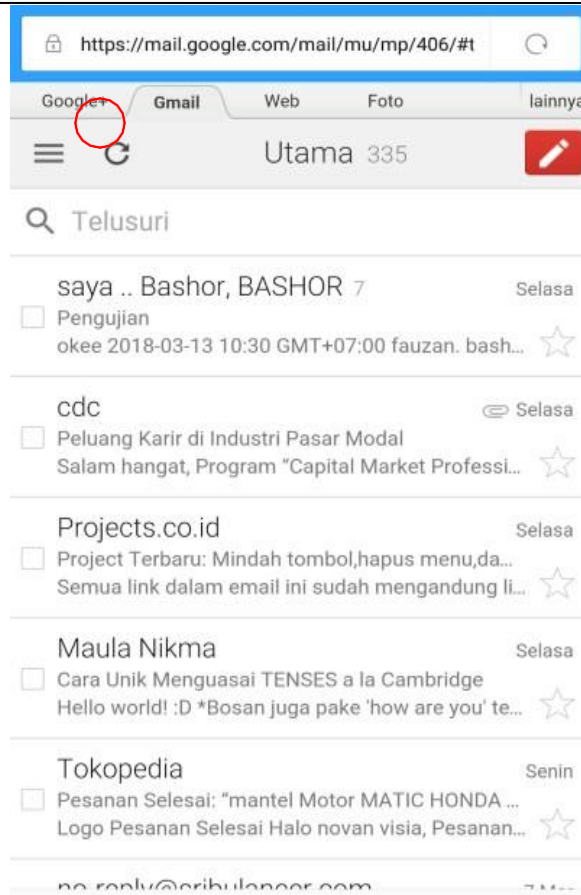 https://mail.google.com/mail/mu/mp/406/#t
Google+ Gmail Web Foto lainnya
Utama 335
Telusuri
saya .. Bashor, BASHOR 7 Selasa
Pengujian
okee 2018-03-13 10:30 GMT+07:00 fauzan. bash...
cdc Selasa
Peluang Karir di Industri Pasar Modal
Salam hangat, Program “Capital Market Professi...
Projects.co.id Selasa
Project Terbaru: Mindah tombol,hapus menu,da...
Semua link dalam email ini sudah mengandung li...
Maula Nikma Selasa
Cara Unik Menguasai TENSES a la Cambridge
Hello world! :D *Bosan juga pake 'how are you' te...
Tokopedia Senin
Pesanan Selesai: “mantel Motor MATIC HONDA ...
Logo Pesanan Selesai Halo novan visia, Pesanan...